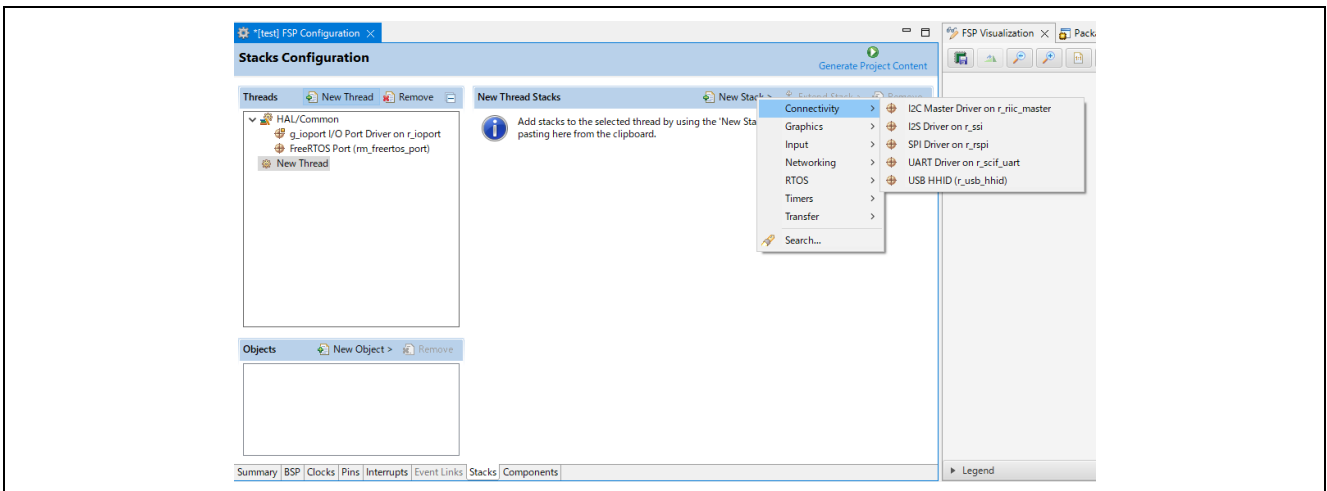 *[test] FSP Configuration
FSP Visualization
Stacks Configuration
Generate Project Content
Threads
New Thread
Remove
HAL/Common
g_ioport I/O Port Driver on r_ioport
FreeRTOS Port (rm_freertos_port)
New Thread
New Thread Stacks
New Stack >
Extend Stack >
Remove
Add stacks to the selected thread by using the 'New Sta
pasting here from the clipboard.
Connectivity >
Graphics >
Input >
Networking >
RTOS >
Timers >
Transfer >
Search...
I2C Master Driver on r_riic_master
I2S Driver on r_ssi
SPI Driver on r_rspi
UART Driver on r_scif_uart
USB HHID (r_usb_hhid)
Objects
New Object >
Remove
Summary BSP Clocks Pins Interrupts Event Links Stacks Components
Legend